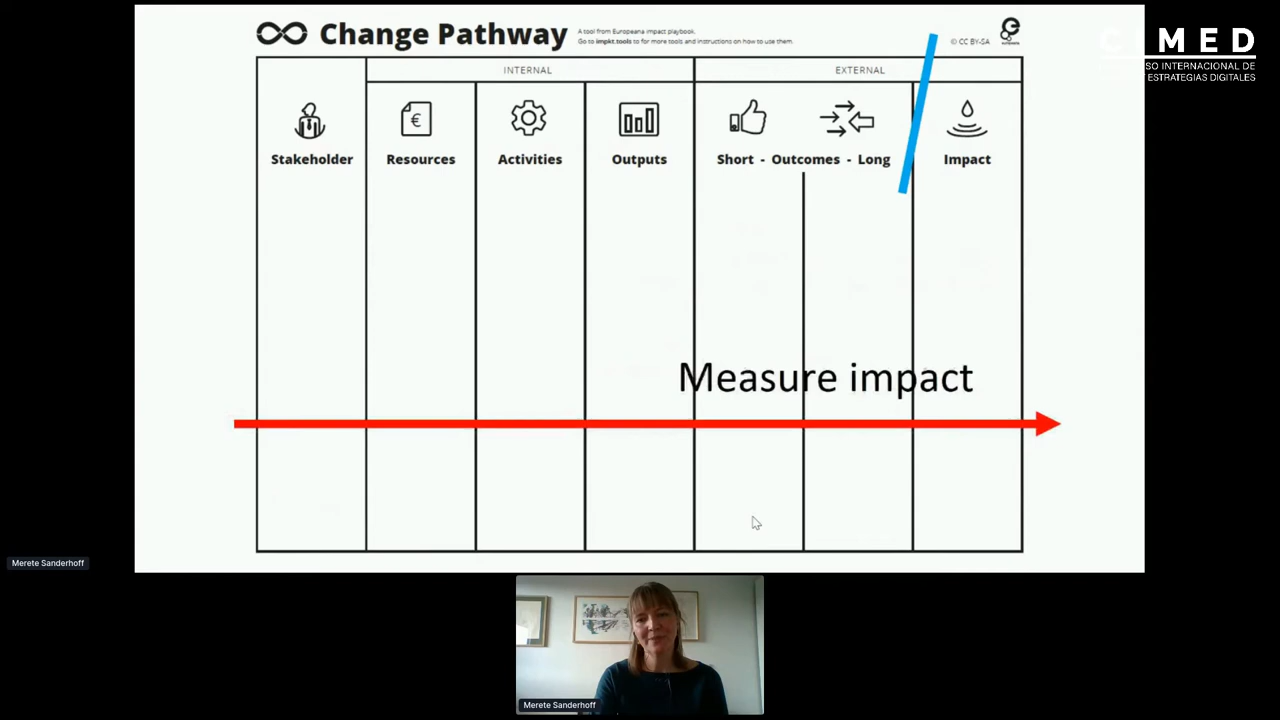 Change Pathway
A tool from Europeana impact playbook.
Go to impkt.tools to for more tools and instructions on how to use them.
© CC BY-SA
INTERNAL
EXTERNAL
Stakeholder
Resources
Activities
Outputs
Short - Outcomes - Long
Impact
Measure impact
MED
SO INTERNACIONAL DE
ESTRATEGIAS DIGITALES
Merete Sanderhoff
Merete Sanderhoff